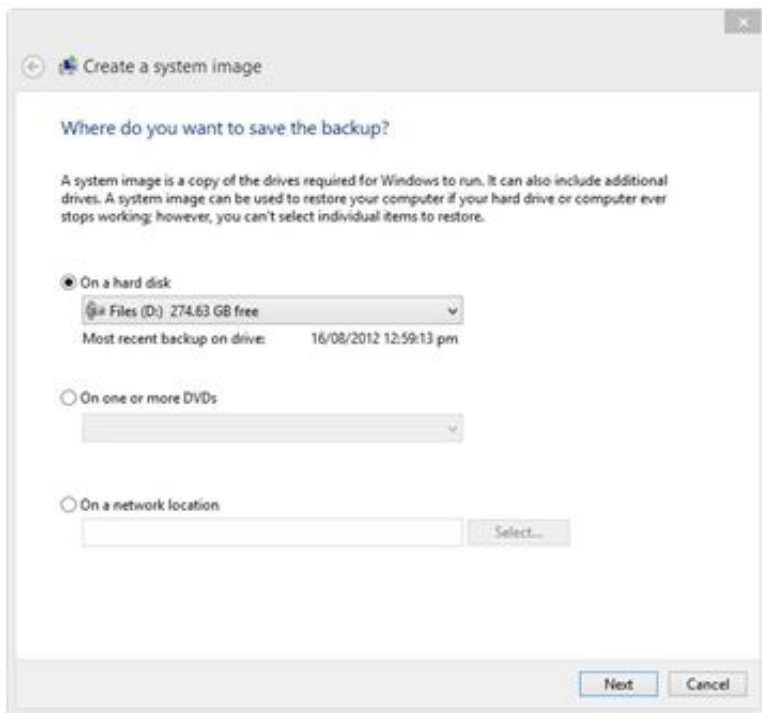 Create a system image
Where do you want to save the backup?
A system image is a copy of the drives required for Windows to run. It can also include additional
drives. A system image can be used to restore your computer if your hard drive or computer ever
stops working; however, you can't select individual items to restore.
On a hard disk
Files (D:) 274.63 GB free
Most recent backup on drive: 16/08/2012 12:59:13 pm
On one or more DVDs
On a network location
Select...
Next Cancel